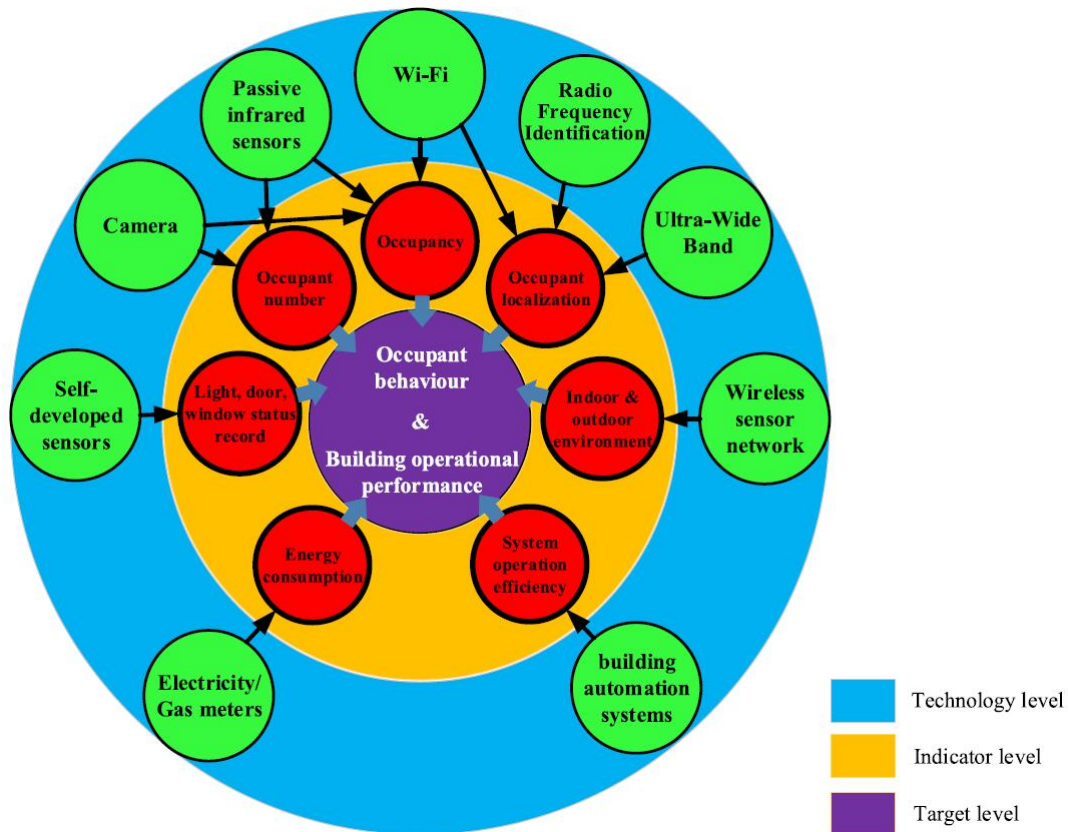 Wi-Fi
Passive
infrared
sensors
Radio
Frequency
Identification
Camera
Ultra-Wide
Band
Occupancy
Occupant
number
Occupant
localization
Occupant
behaviour
&
Building operational
performance
Self-
developed
sensors
Light, door,
window status
record
Indoor &
outdoor
environment
Wireless
sensor
network
Energy
consumption
System
operation
efficiency
Electricity/
Gas meters
building
automation
systems
Technology level
Indicator level
Target level